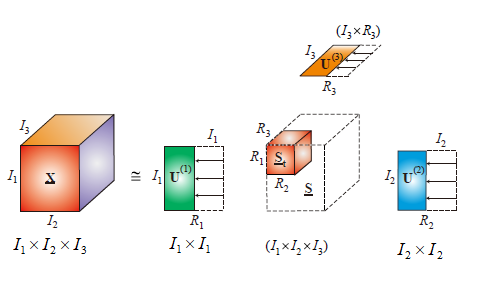 (I₃×R₃)
I₃
U⁽³⁾
R₃
I₃
I₁
X
I₂
I₁×I₂×I₃
≅
I₁
I₁
U⁽¹⁾
R₁
I₁×I₁
R₃
R₁
Sₜ
R₂
S
(I₁×I₂×I₃)
I₂
I₂
U⁽²⁾
R₂
I₂×I₂